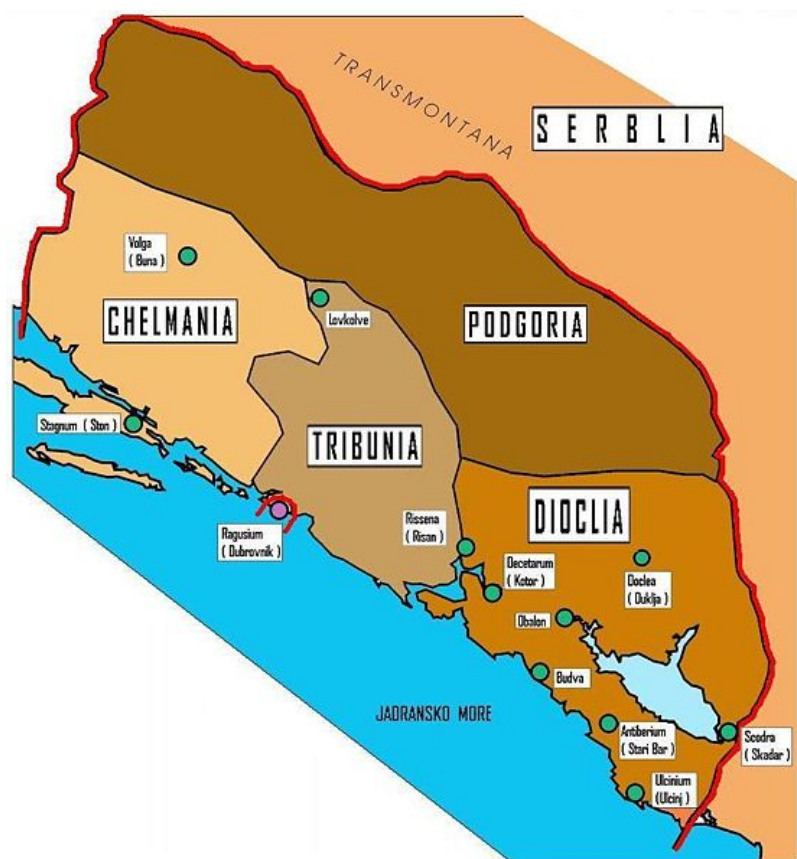 TRANSMONTANA
SERBLIA
Volga
( Buna )
CHELMANIA
Lovkolve
PODGORIA
Stagnum ( Ston )
TRIBUNIA
Ragusium
( Dubrovnik )
Rissena
( Risan )
DIOCLIA
Decetarum
( Kotor )
Doclea
( Duklja )
Obalon
Budva
JADRANSKO MORE
Antiberium
( Stari Bar )
Scodra
( Skadar )
Ulcinium
(Ulcinj )